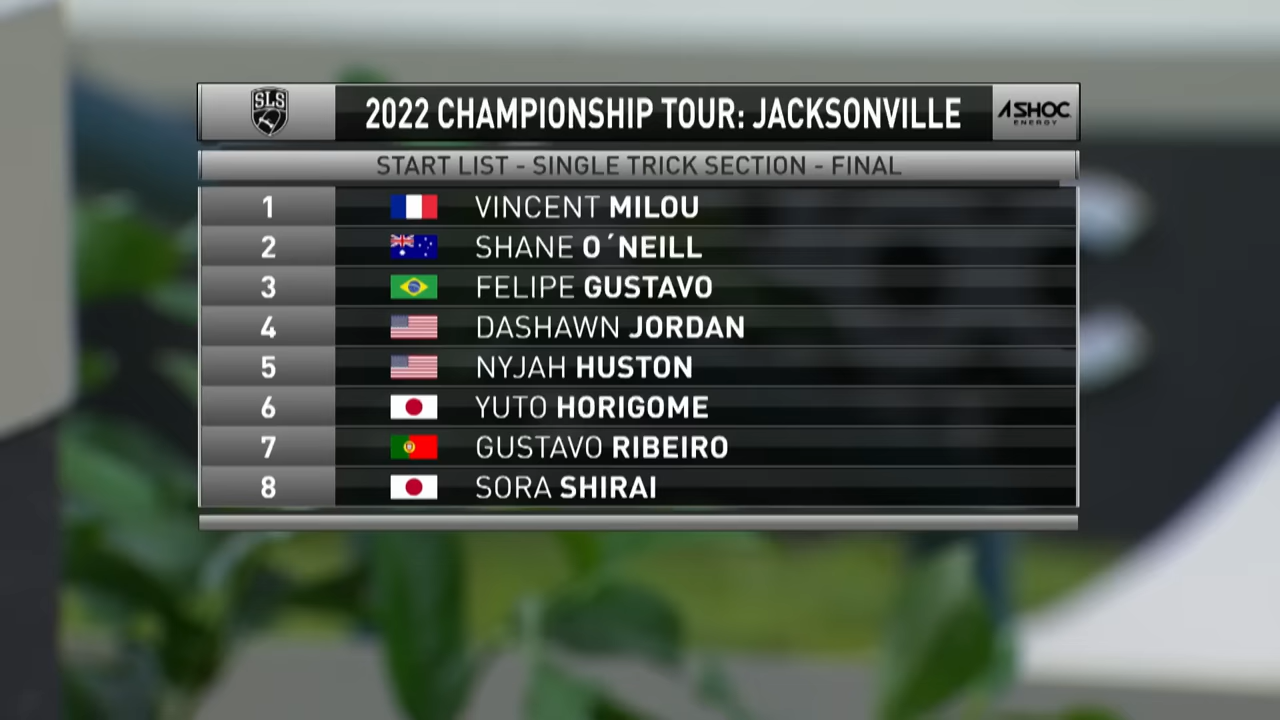 SLS
2022 CHAMPIONSHIP TOUR: JACKSONVILLE
ASHOC
ENERGY
START LIST - SINGLE TRICK SECTION - FINAL
1 VINCENT MILOU
2 SHANE O´NEILL
3 FELIPE GUSTAVO
4 DASHAWN JORDAN
5 NYJAH HUSTON
6 YUTO HORIGOME
7 GUSTAVO RIBEIRO
8 SORA SHIRAI